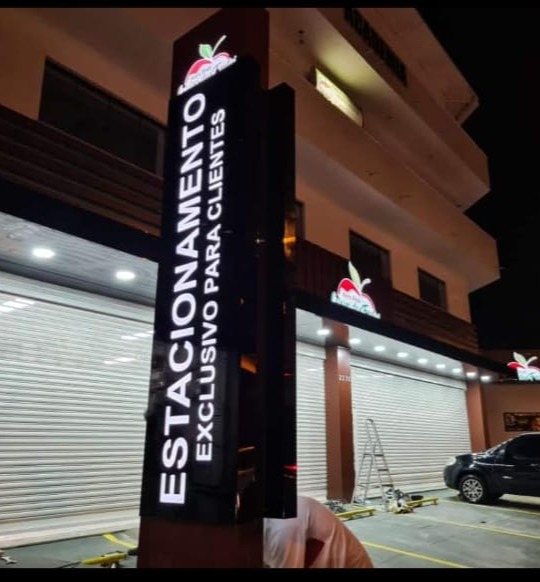 ESTACIONAMENTO
EXCLUSIVO PARA CLIENTES